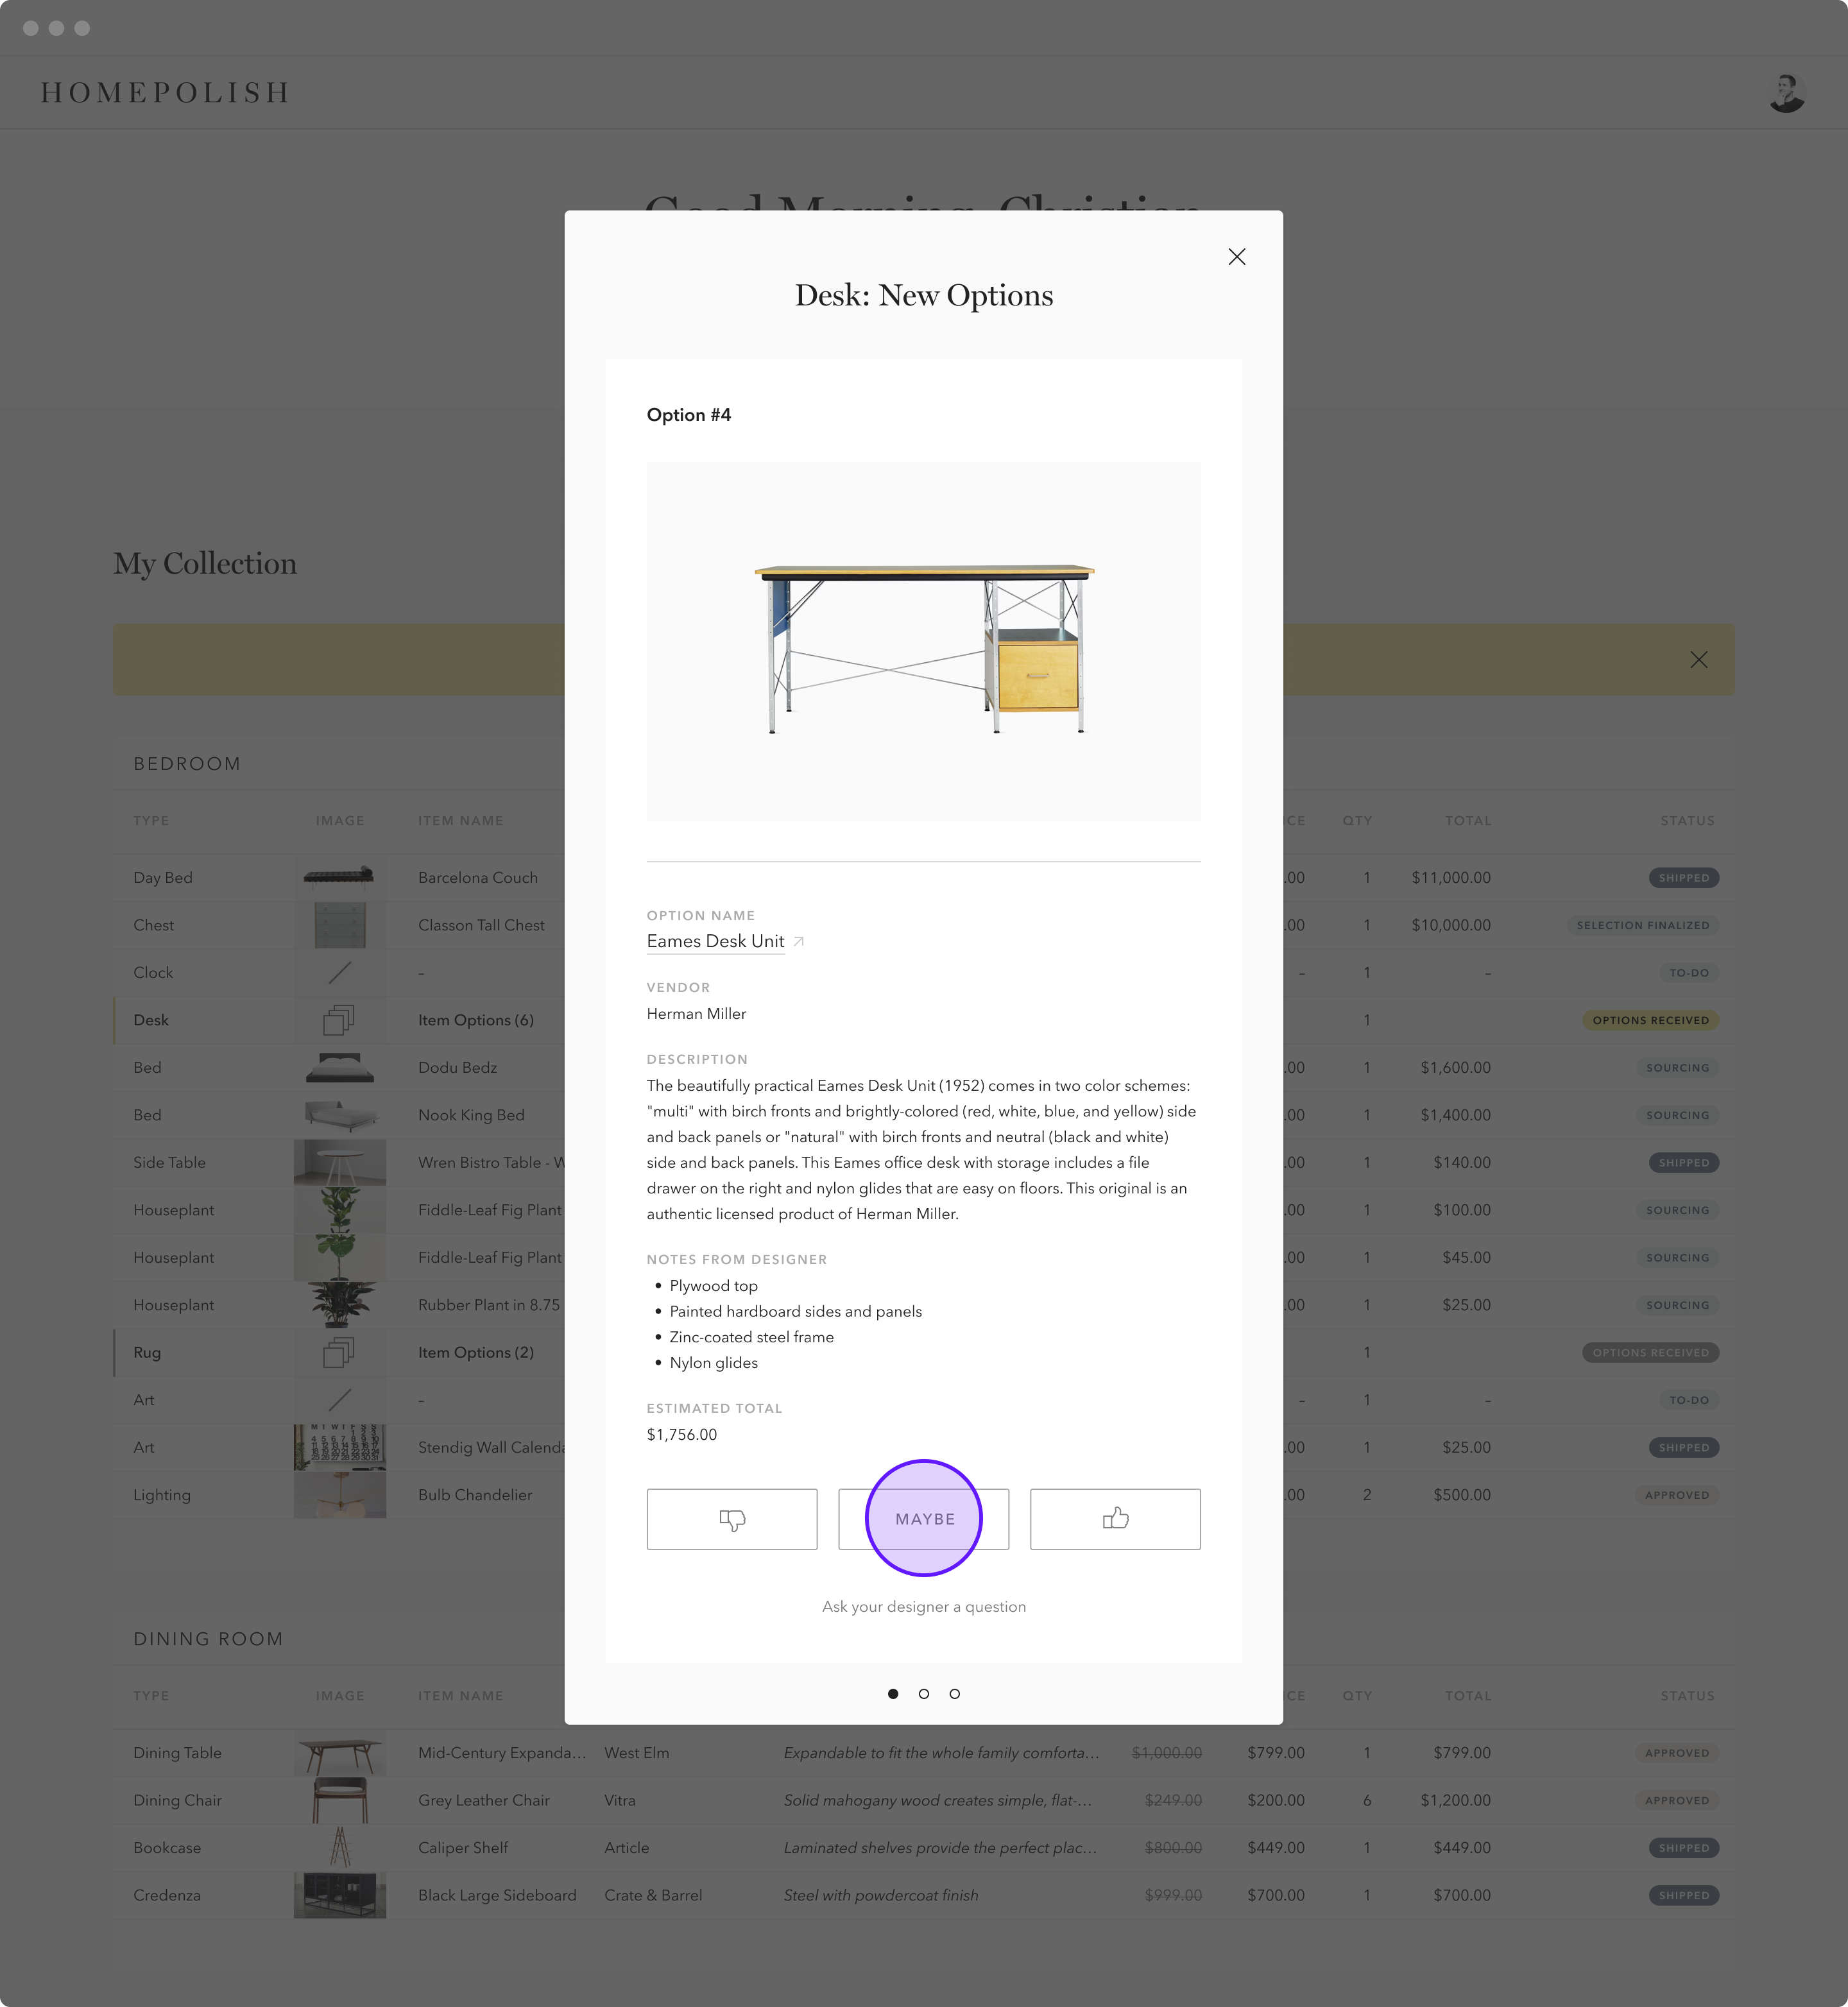 HOMEPOLISH
Good Morning, Christian
Desk: New Options
Option #4
OPTION NAME
Eames Desk Unit
VENDOR
Herman Miller
DESCRIPTION
The beautifully practical Eames Desk Unit (1952) comes in two color schemes:
"multi" with birch fronts and brightly-colored (red, white, blue, and yellow) side
and back panels or "natural" with birch fronts and neutral (black and white)
side and back panels. This Eames office desk with storage includes a file
drawer on the right and nylon glides that are easy on floors. This original is an
authentic licensed product of Herman Miller.
NOTES FROM DESIGNER
• Plywood top
• Painted hardboard sides and panels
• Zinc-coated steel frame
• Nylon glides
ESTIMATED TOTAL
$1,756.00
MAYBE
Ask your designer a question
My Collection
BEDROOM
TYPE IMAGE ITEM NAME ICE QTY TOTAL STATUS
Day Bed Barcelona Couch .00 1 $11,000.00 SHIPPED
Chest Classon Tall Chest .00 1 $10,000.00 SELECTION FINALIZED
Clock – – 1 – TO-DO
Desk Item Options (6) 1 OPTIONS RECEIVED
Bed Dodu Bedz .00 1 $1,600.00 SOURCING
Bed Nook King Bed .00 1 $1,400.00 SOURCING
Side Table Wren Bistro Table - W .00 1 $140.00 SHIPPED
Houseplant Fiddle-Leaf Fig Plant .00 1 $100.00 SOURCING
Houseplant Fiddle-Leaf Fig Plant .00 1 $45.00 SOURCING
Houseplant Rubber Plant in 8.75 .00 1 $25.00 SOURCING
Rug Item Options (2) 1 OPTIONS RECEIVED
Art – – 1 – TO-DO
Art Stendig Wall Calenda .00 1 $25.00 SHIPPED
Lighting Bulb Chandelier .00 2 $500.00 APPROVED
DINING ROOM
TYPE IMAGE ITEM NAME ICE QTY TOTAL STATUS
Dining Table Mid-Century Expanda... West Elm Expandable to fit the whole family comforta... $1,000.00 $799.00 1 $799.00 APPROVED
Dining Chair Grey Leather Chair Vitra Solid mahogany wood creates simple, flat-... $249.00 $200.00 6 $1,200.00 APPROVED
Bookcase Caliper Shelf Article Laminated shelves provide the perfect plac... $800.00 $449.00 1 $449.00 SHIPPED
Credenza Black Large Sideboard Crate & Barrel Steel with powdercoat finish $999.00 $700.00 1 $700.00 SHIPPED